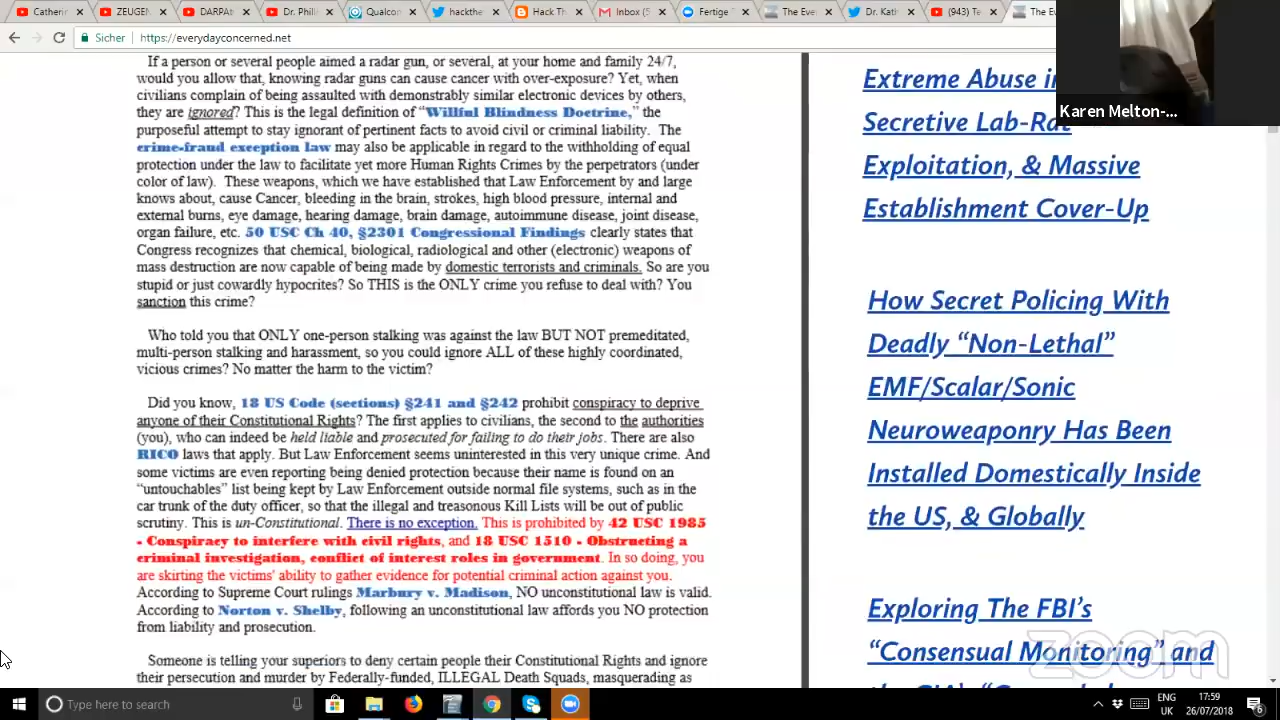 Catherin
ZEUGEN
DARPAt
Dr. Philli
Qualcon
hackthe
Hack Th
Inbox (5
Fertige T
The Eve
Dr. Kath
(943) Te
The Ev
Sicher | https://everydayconcerned.net
Karen Melton-...
If a person or several people aimed a radar gun, or several, at your home and family 24/7,
would you allow that, knowing radar guns can cause cancer with over-exposure? Yet, when
civilians complain of being assaulted with demonstrably similar electronic devices by others,
they are ignored? This is the legal definition of “Willful Blindness Doctrine,” the
purposeful attempt to stay ignorant of pertinent facts to avoid civil or criminal liability. The
crime-fraud exception law may also be applicable in regard to the withholding of equal
protection under the law to facilitate yet more Human Rights Crimes by the perpetrators (under
color of law). These weapons, which we have established that Law Enforcement by and large
knows about, cause Cancer, bleeding in the brain, strokes, high blood pressure, internal and
external burns, eye damage, hearing damage, brain damage, autoimmune disease, joint disease,
organ failure, etc. 50 USC Ch 40, §2301 Congressional Findings clearly states that
Congress recognizes that chemical, biological, radiological and other (electronic) weapons of
mass destruction are now capable of being made by domestic terrorists and criminals. So are you
stupid or just cowardly hypocrites? So THIS is the ONLY crime you refuse to deal with? You
sanction this crime?
Who told you that ONLY one-person stalking was against the law BUT NOT premeditated,
multi-person stalking and harassment, so you could ignore ALL of these highly coordinated,
vicious crimes? No matter the harm to the victim?
Did you know, 18 US Code (sections) §241 and §242 prohibit conspiracy to deprive
anyone of their Constitutional Rights? The first applies to civilians, the second to the authorities
(you), who can indeed be held liable and prosecuted for failing to do their jobs. There are also
RICO laws that apply. But Law Enforcement seems uninterested in this very unique crime. And
some victims are even reporting being denied protection because their name is found on an
“untouchables” list being kept by Law Enforcement outside normal file systems, such as in the
car trunk of the duty officer, so that the illegal and treasonous Kill Lists will be out of public
scrutiny. This is un-Constitutional. There is no exception. This is prohibited by 42 USC 1985
- Conspiracy to interfere with civil rights, and 18 USC 1510 - Obstructing a
criminal investigation, conflict of interest roles in government. In so doing, you
are skirting the victims' ability to gather evidence for potential criminal action against you.
According to Supreme Court rulings Marbury v. Madison, NO unconstitutional law is valid.
According to Norton v. Shelby, following an unconstitutional law affords you NO protection
from liability and prosecution.
Someone is telling your superiors to deny certain people their Constitutional Rights and ignore
their persecution and murder by Federally-funded, ILLEGAL Death Squads, masquerading as
Extreme Abuse in
Secretive Lab-Rat
Exploitation, & Massive
Establishment Cover-Up
How Secret Policing With
Deadly “Non-Lethal”
EMF/Scalar/Sonic
Neuroweaponry Has Been
Installed Domestically Inside
the US, & Globally
Exploring The FBI's
“Consensual Monitoring” and
zoom
Type here to search
ENG
UK
17:59
26/07/2018
6